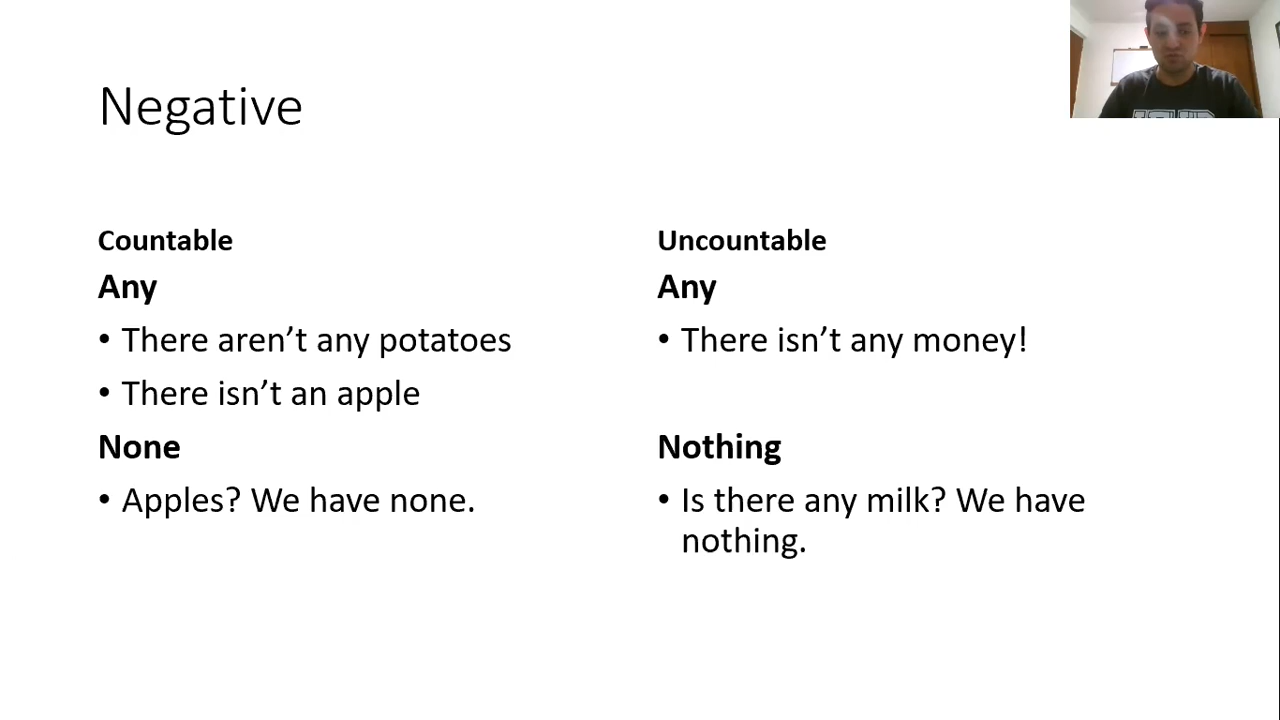 Negative
Countable
Any
• There aren’t any potatoes
• There isn’t an apple
None
• Apples? We have none.
Uncountable
Any
• There isn’t any money!
Nothing
• Is there any milk? We have
nothing.